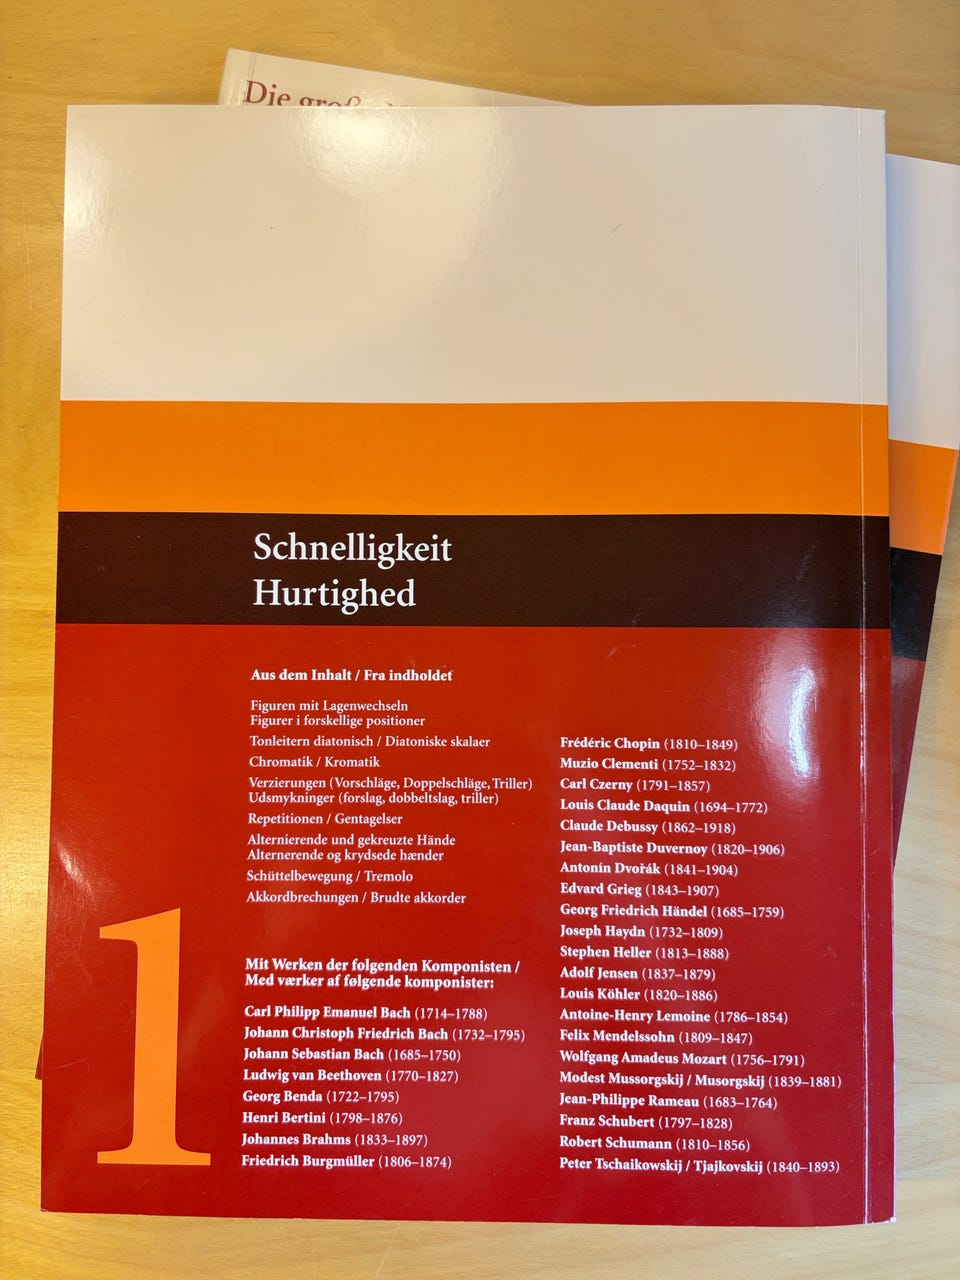 Die große
Schnelligkeit
Hurtighed
Aus dem Inhalt / Fra indholdet
Figuren mit Lagenwechseln
Figurer i forskellige positioner
Tonleitern diatonisch / Diatoniske skalaer
Chromatik / Kromatik
Verzierungen (Vorschläge, Doppelschläge, Triller)
Udsmykninger (forslag, dobbeltslag, triller)
Repetitionen / Gentagelser
Alternierende und gekreuzte Hände
Alternerende og krydsede hænder
Schüttelbewegung / Tremolo
Akkordbrechungen / Brudte akkorder
1
Mit Werken der folgenden Komponisten /
Med værker af følgende komponister:
Carl Philipp Emanuel Bach (1714–1788)
Johann Christoph Friedrich Bach (1732–1795)
Johann Sebastian Bach (1685–1750)
Ludwig van Beethoven (1770–1827)
Georg Benda (1722–1795)
Henri Bertini (1798–1876)
Johannes Brahms (1833–1897)
Friedrich Burgmüller (1806–1874)
Frédéric Chopin (1810–1849)
Muzio Clementi (1752–1832)
Carl Czerny (1791–1857)
Louis Claude Daquin (1694–1772)
Claude Debussy (1862–1918)
Jean-Baptiste Duvernoy (1820–1906)
Antonín Dvořák (1841–1904)
Edvard Grieg (1843–1907)
Georg Friedrich Händel (1685–1759)
Joseph Haydn (1732–1809)
Stephen Heller (1813–1888)
Adolf Jensen (1837–1879)
Louis Köhler (1820–1886)
Antoine-Henry Lemoine (1786–1854)
Felix Mendelssohn (1809–1847)
Wolfgang Amadeus Mozart (1756–1791)
Modest Mussorgskij / Musorgskij (1839–1881)
Jean-Philippe Rameau (1683–1764)
Franz Schubert (1797–1828)
Robert Schumann (1810–1856)
Peter Tschaikowskij / Tjajkovskij (1840–1893)